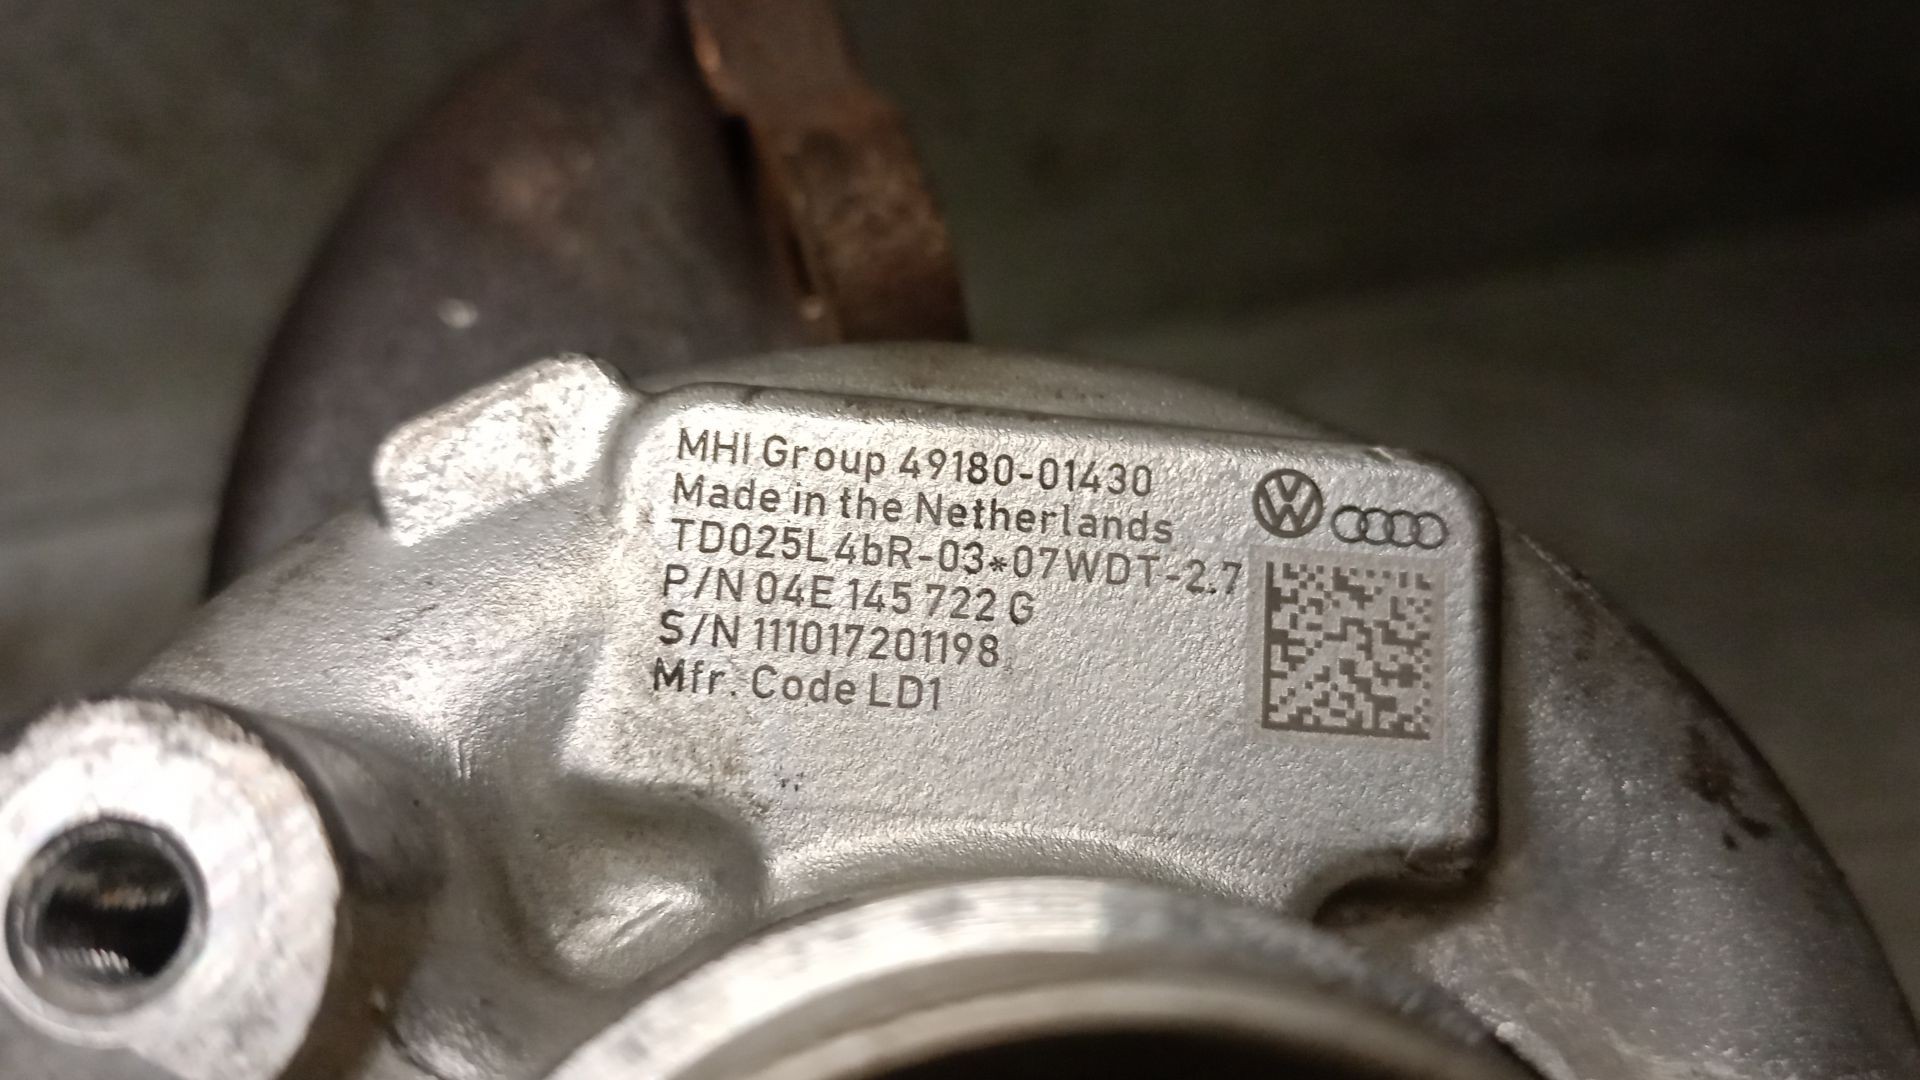 MHI Group 49180-01430
Made in the Netherlands
TD025L4bR-03*07WDT-2.7
P/N 04E 145 722 G
S/N 111017201198
Mfr. Code LD1